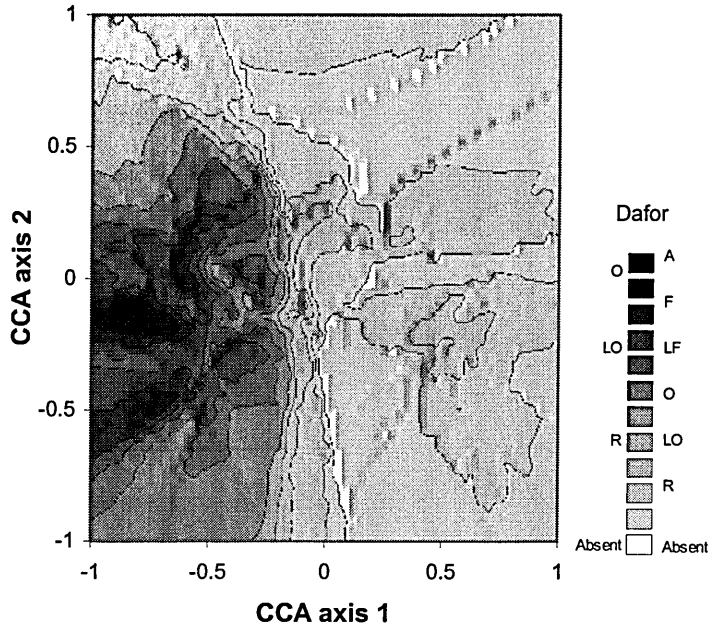 1
0.5
0
-0.5
-1
CCA axis 2
-1 -0.5 0 0.5 1
CCA axis 1
Dafor
O A
F
LO LF
O
R LO
R
Absent Absent